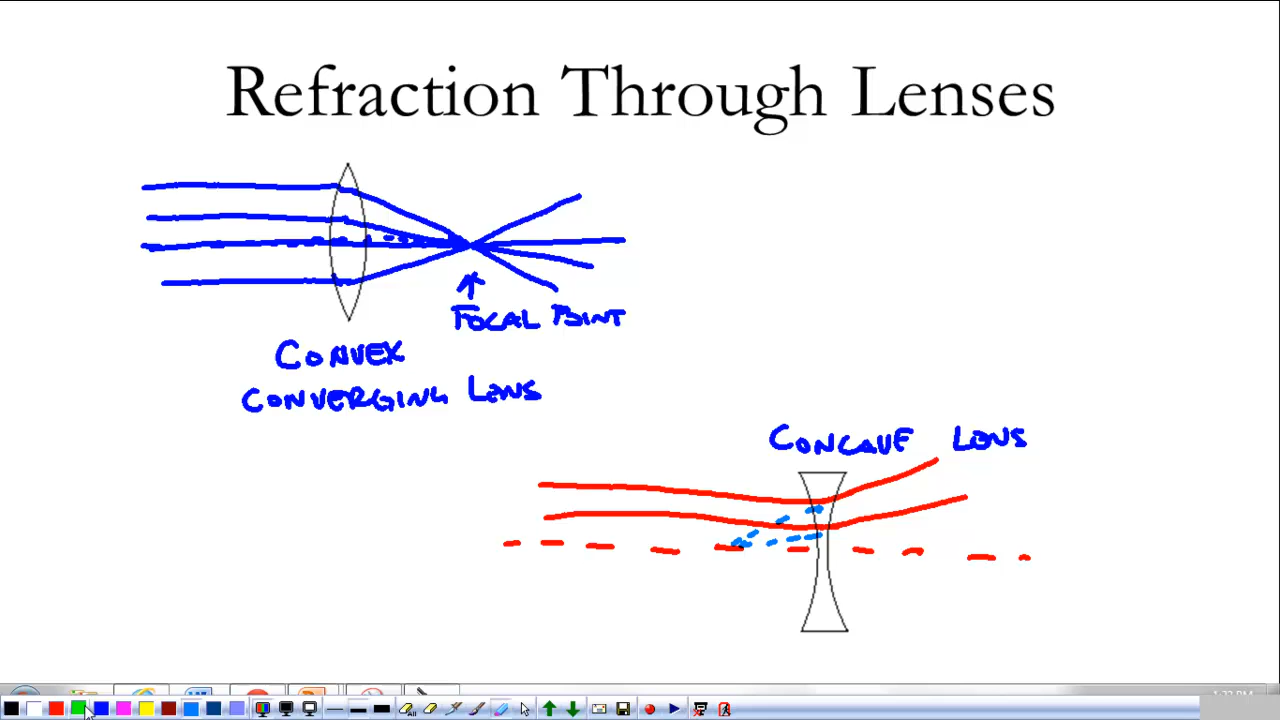 Refraction Through Lenses
FOCAL POINT
CONVEX
CONVERGING LENS
CONCAVE LENS